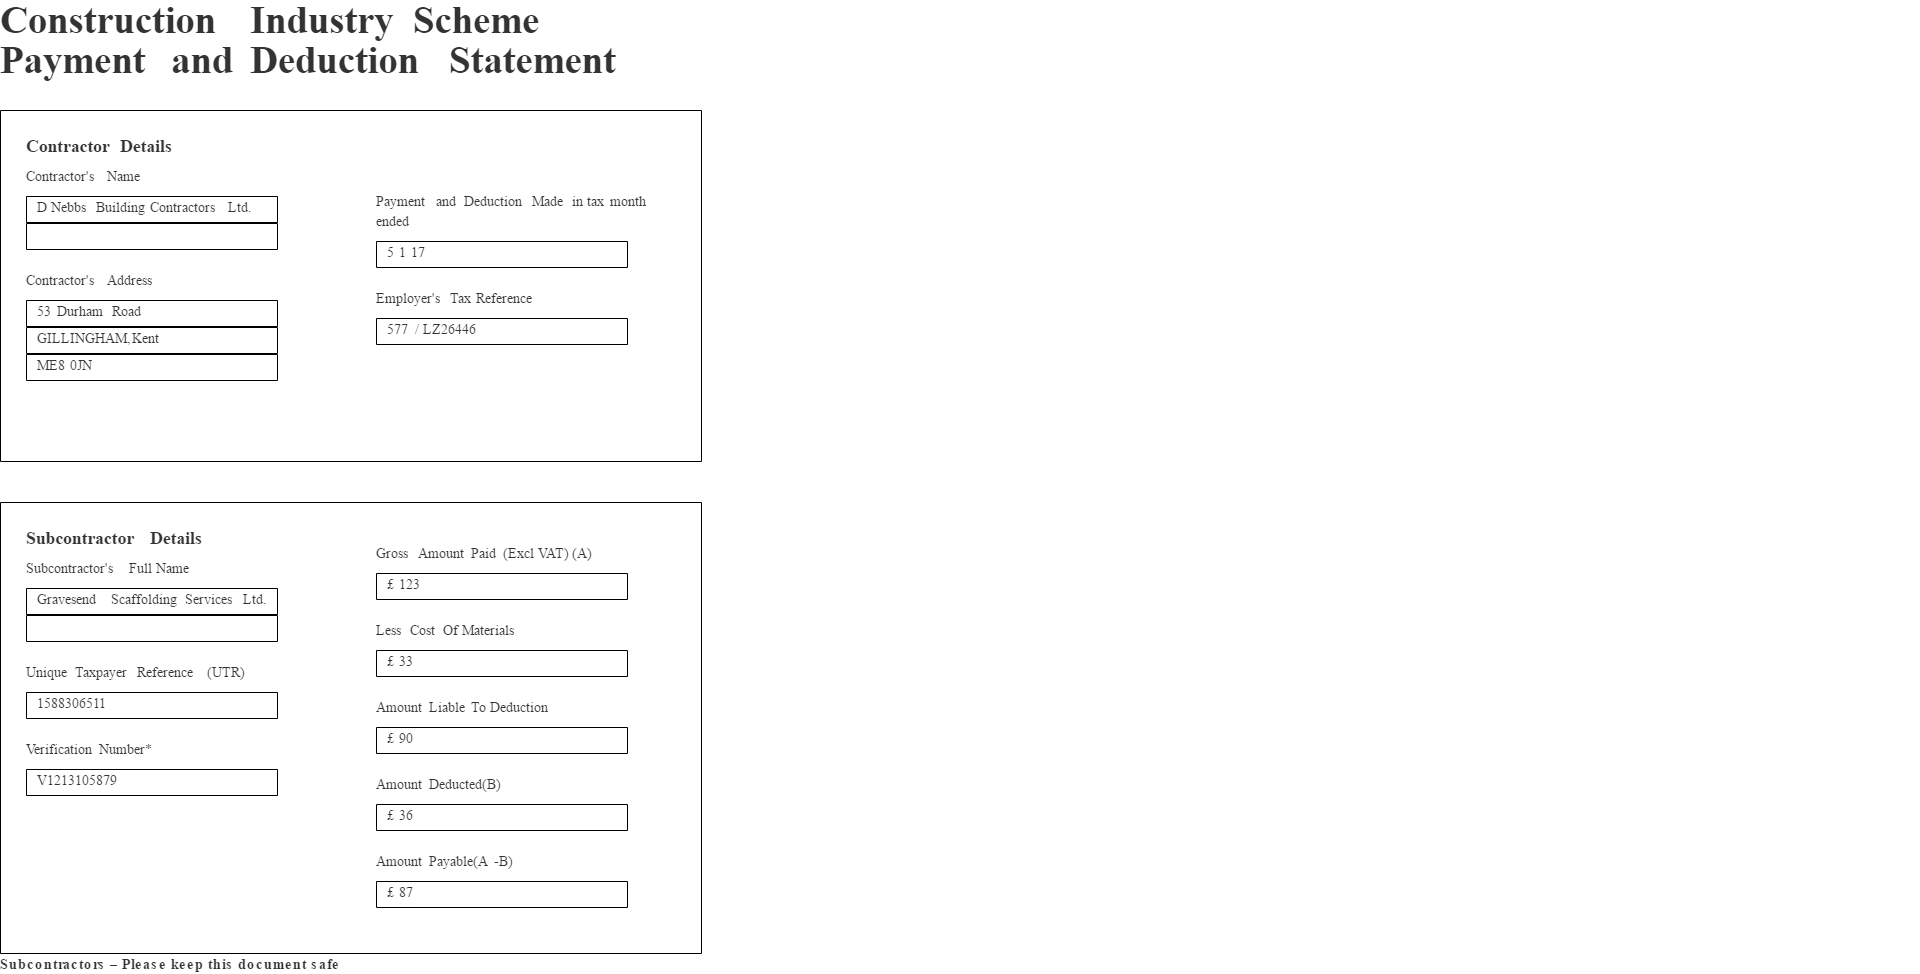 Construction Industry Scheme
Payment and Deduction Statement
Contractor Details
Contractor's Name
D Nebbs Building Contractors Ltd.
Contractor's Address
53 Durham Road
GILLINGHAM, Kent
ME8 0JN
Payment and Deduction Made in tax month
ended
5 1 17
Employer's Tax Reference
577 / LZ26446
Subcontractor Details
Subcontractor's Full Name
Gravesend Scaffolding Services Ltd.
Unique Taxpayer Reference (UTR)
1588306511
Verification Number*
V1213105879
Gross Amount Paid (Excl VAT) (A)
£ 123
Less Cost Of Materials
£ 33
Amount Liable To Deduction
£ 90
Amount Deducted(B)
£ 36
Amount Payable(A -B)
£ 87
Subcontractors – Please keep this document safe